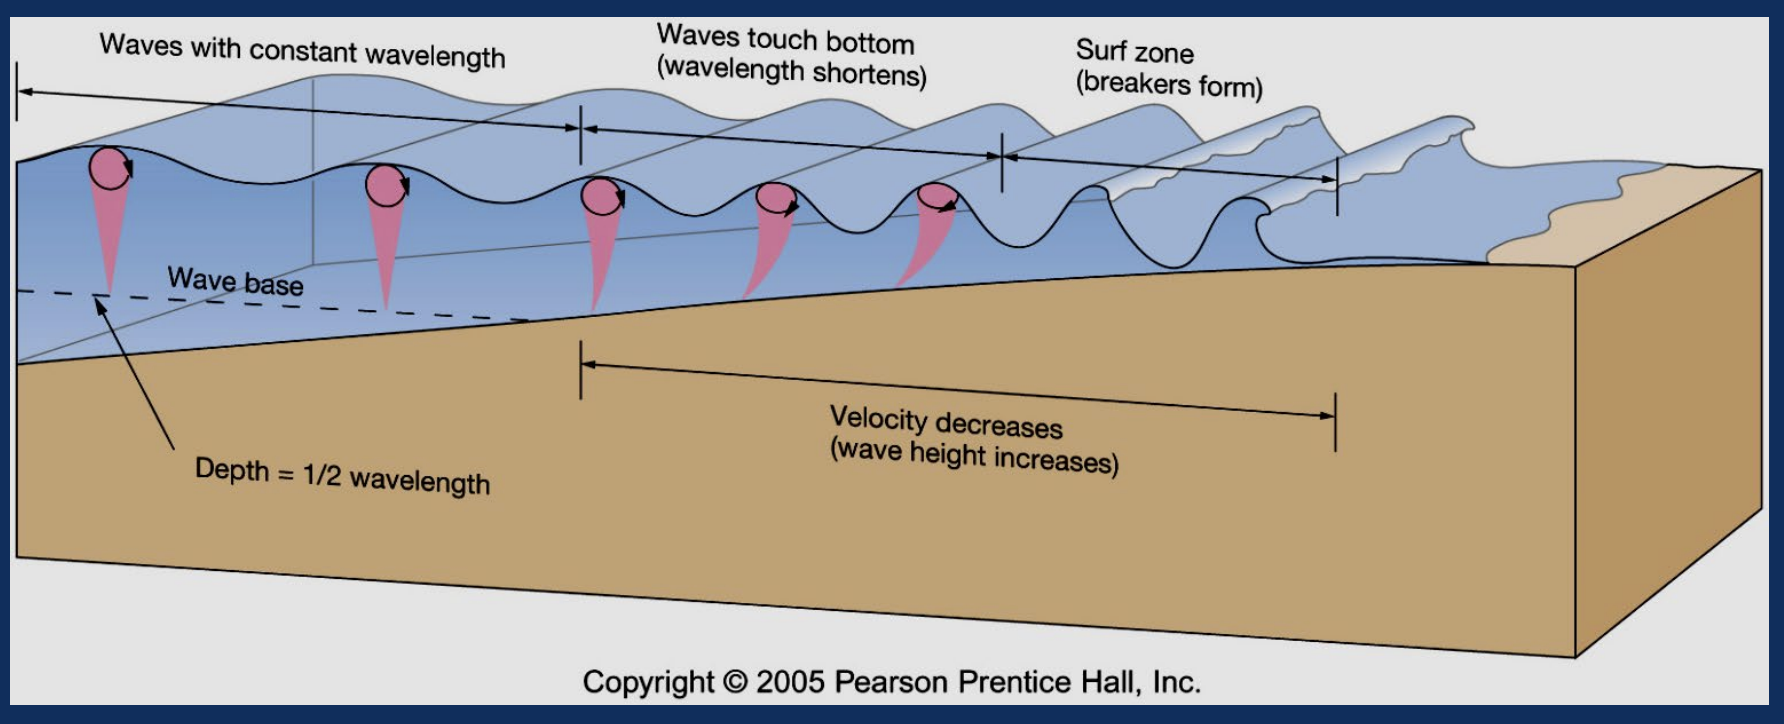 Waves with constant wavelength
Waves touch bottom
(wavelength shortens)
Surf zone
(breakers form)
Wave base
Depth = 1/2 wavelength
Velocity decreases
(wave height increases)
Copyright © 2005 Pearson Prentice Hall, Inc.